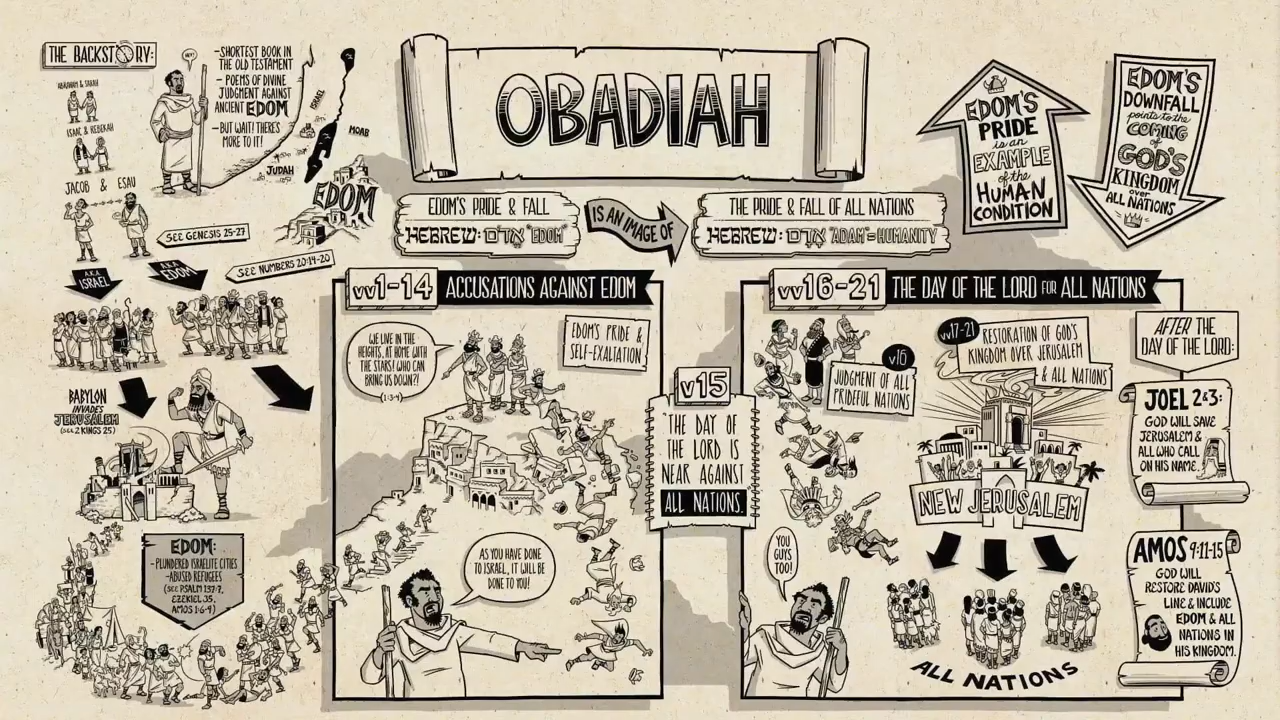 THE BACKSTORY:
ABRAHAM & SARAH
ISAAC & REBEKAH
JACOB & ESAU
HEY!
-SHORTEST BOOK IN
THE OLD TESTAMENT
-POEMS OF DIVINE
JUDGMENT AGAINST
ANCIENT EDOM
-BUT WAIT! THERE'S
MORE TO IT!
ISRAEL
MOAB
JUDAH
EDOM
SEE GENESIS 25-27
SEE NUMBERS 20:14-20
A.K.A
ISRAEL
A.K.A
EDOM
BABYLON
INVADES
JERUSALEM
(SEE 2 KINGS 25)
EDOM:
-PLUNDERED ISRAELITE CITIES
-ABUSED REFUGEES
(SEE PSALM 137:7,
EZEKIEL 35,
AMOS 1:6-9)
OBADIAH
EDOM'S PRIDE & FALL
HEBREW: אֱדֹם "EDOM"
IS AN IMAGE OF
THE PRIDE & FALL OF ALL NATIONS
HEBREW: אָדָם "ADAM"=HUMANITY
EDOM'S
PRIDE
is an
EXAMPLE
of the
HUMAN
CONDITION
EDOM'S
DOWNFALL
points to the
COMING
of
GOD'S
KINGDOM
over
ALL NATIONS
vv1-14 ACCUSATIONS AGAINST EDOM
WE LIVE IN THE
HEIGHTS, AT HOME WITH
THE STARS! WHO CAN
BRING US DOWN?!
(1:3-4)
EDOM'S PRIDE &
SELF-EXALTATION
AS YOU HAVE DONE
TO ISRAEL, IT WILL BE
DONE TO YOU!
v15
"THE DAY OF
THE LORD IS
NEAR AGAINST
ALL NATIONS.
vv16-21 THE DAY OF THE LORD FOR ALL NATIONS
v16
JUDGMENT OF ALL
PRIDEFUL NATIONS
vv17-21
RESTORATION OF GOD'S
KINGDOM OVER JERUSALEM
& ALL NATIONS
NEW JERUSALEM
YOU
GUYS
TOO!
ALL NATIONS
AFTER THE
DAY OF THE LORD:
JOEL 2&3:
GOD WILL SAVE
JERUSALEM &
ALL WHO CALL
ON HIS NAME.
AMOS 9:11-15
GOD WILL
RESTORE DAVID'S
LINE & INCLUDE
EDOM & ALL
NATIONS IN
HIS KINGDOM.